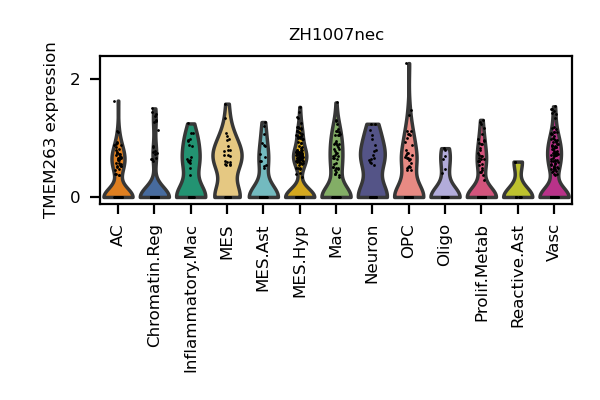 ZH1007nec
TMEM263 expression
2
0
AC
Chromatin.Reg
Inflammatory.Mac
MES
MES.Ast
MES.Hyp
Mac
Neuron
OPC
Oligo
Prolif.Metab
Reactive.Ast
Vasc